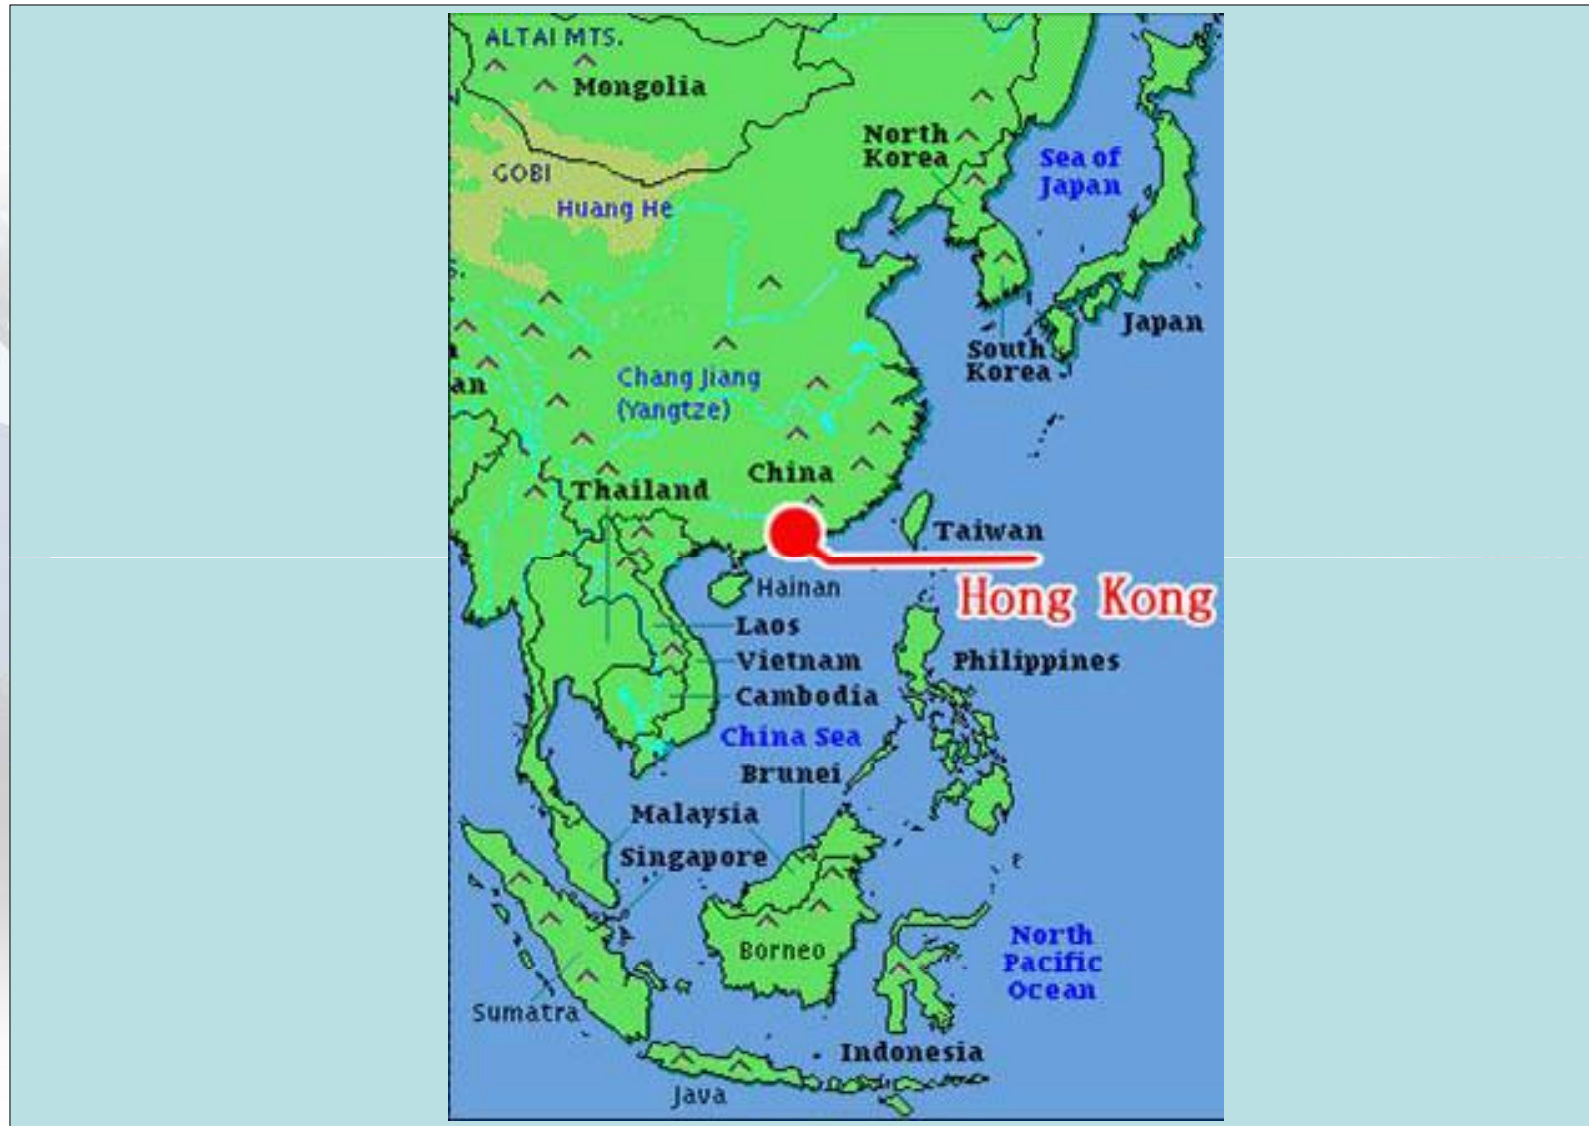 ALTAI MTS.
Mongolia
North
Korea
Sea of
Japan
GOBI
Huang He
Japan
South
Korea
an
Chang Jiang
(Yangtze)
China
Thailand
Taiwan
Hong Kong
Hainan
Laos
Vietnam
Philippines
Cambodia
China Sea
Brunei
Malaysia
Singapore
North
Pacific
Ocean
Borneo
Sumatra
Indonesia
Java